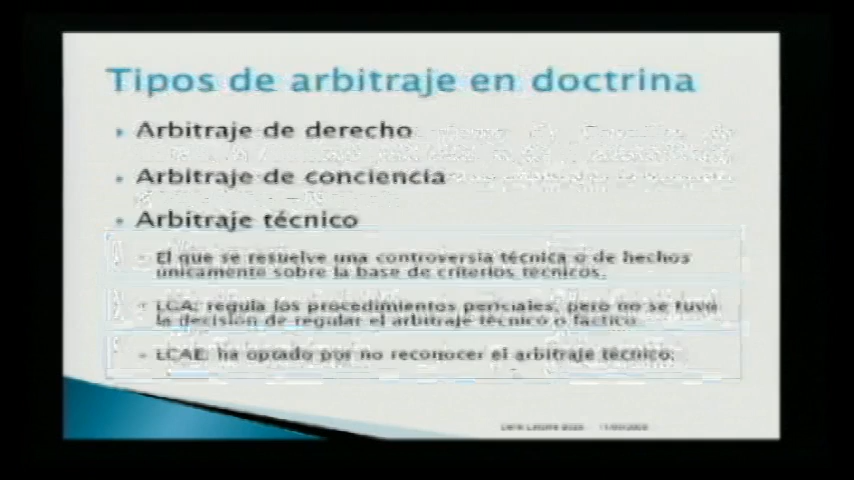 Tipos de arbitraje en doctrina
Arbitraje de derecho
Arbitraje de conciencia
Arbitraje técnico
El que se resuelve una controversia técnica o de hechos
únicamente sobre la base de criterios técnicos.
LCA: regula los procedimientos periciales, pero no se tuvo
la decisión de regular el arbitraje técnico o fáctico.
LCAE: ha optado por no reconocer el arbitraje técnico.